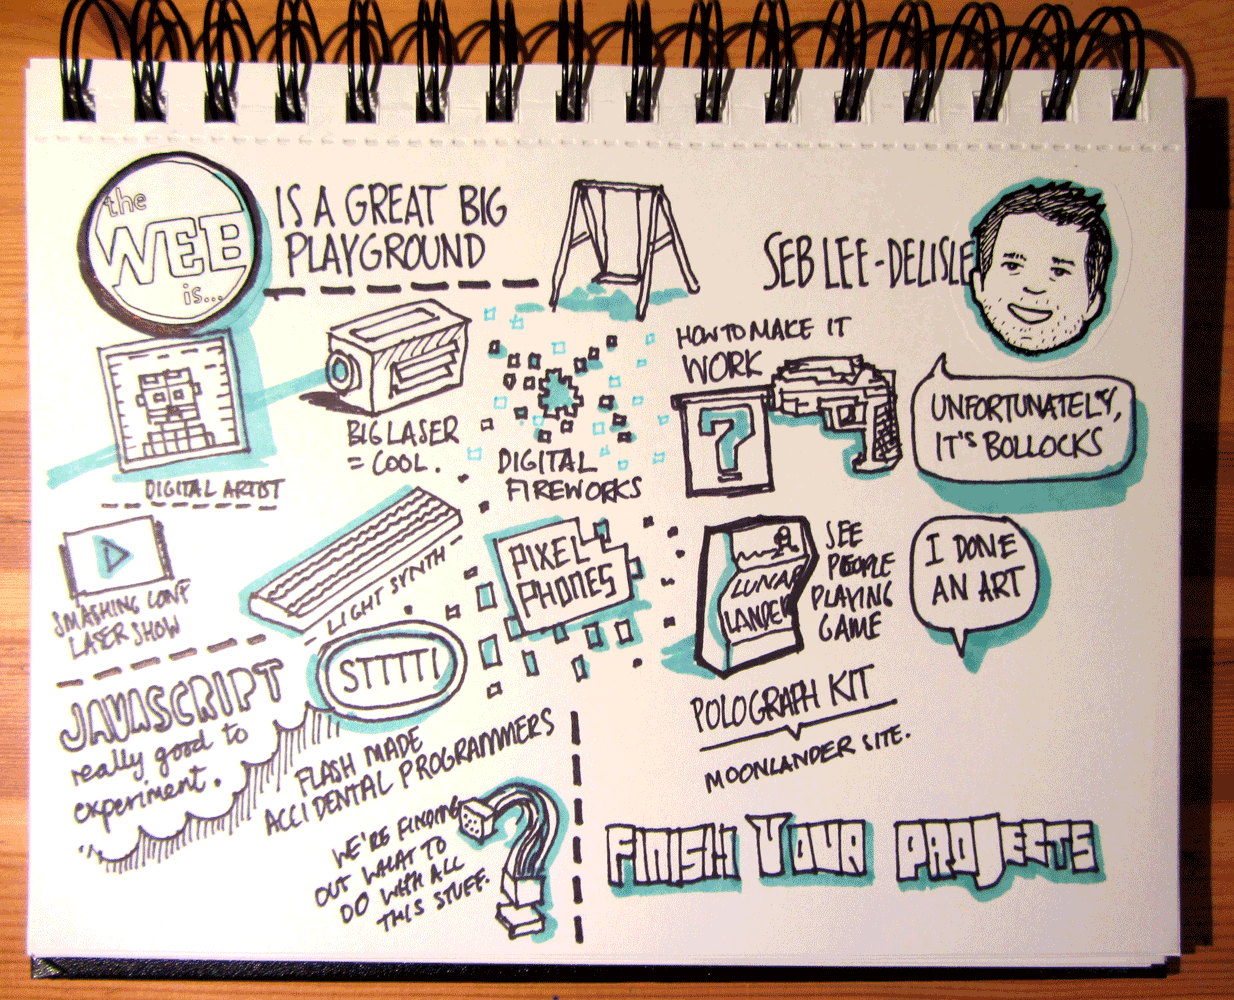 the
WEB
is...
IS A GREAT BIG
PLAYGROUND
SEB LEE-DELISLE
DIGITAL ARTIST
BIG LASER
= COOL.
DIGITAL
FIREWORKS
HOW TO MAKE IT
WORK
?
UNFORTUNATELY,
IT'S BOLLOCKS
SMASHING CONF
LASER SHOW
LIGHT SYNTH
PIXEL
PHONES
LUNAR
LANDER
SEE
PEOPLE
PLAYING
GAME
I DONE
AN ART
JAVASCRIPT
really good to
experiment.
STTTTI
FLASH MADE
ACCIDENTAL PROGRAMMERS
WE'RE FINDING
OUT WHAT TO
DO WITH ALL
THIS STUFF.
POLOGRAPH KIT
MOONLANDER SITE.
FINISH YOUR PROJECTS